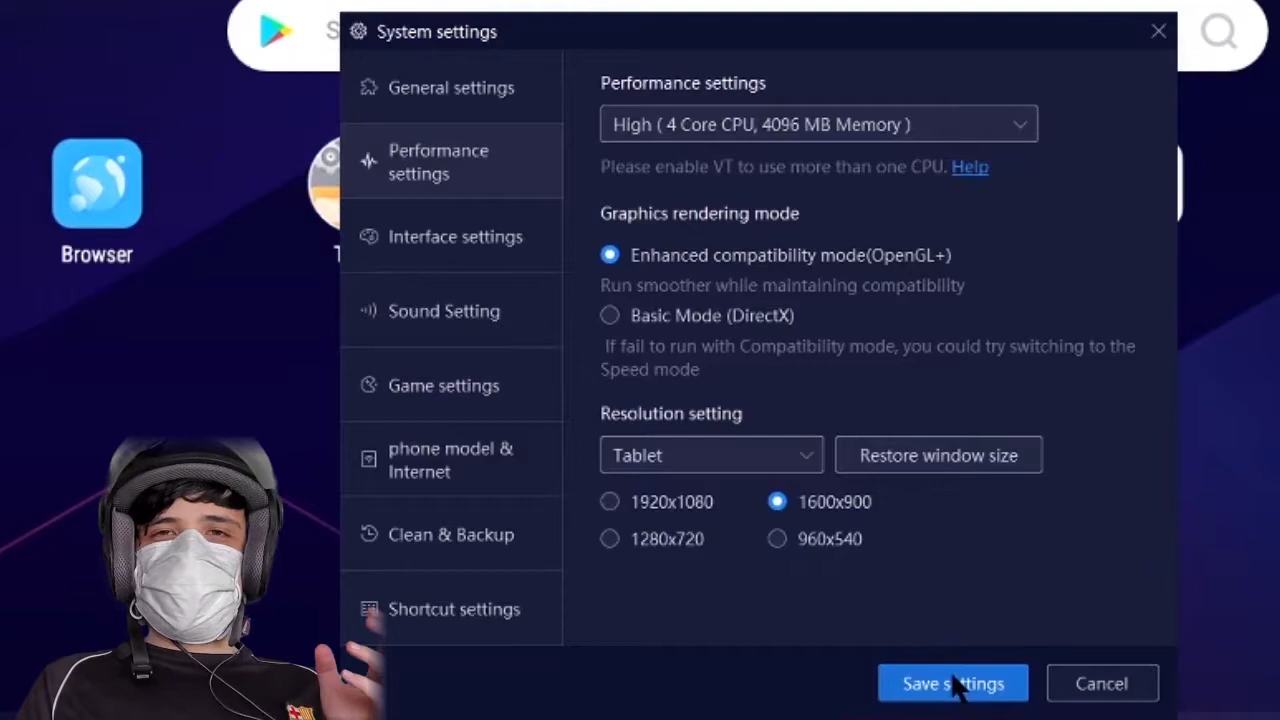 System settings
General settings
Performance
settings
Interface settings
Sound Setting
Game settings
phone model &
Internet
Clean & Backup
Shortcut settings
Performance settings
High ( 4 Core CPU, 4096 MB Memory )
Please enable VT to use more than one CPU. Help
Graphics rendering mode
Enhanced compatibility mode(OpenGL+)
Run smoother while maintaining compatibility
Basic Mode (DirectX)
If fail to run with Compatibility mode, you could try switching to the
Speed mode
Resolution setting
Tablet
Restore window size
1920x1080
1600x900
1280x720
960x540
Save settings
Cancel
Browser